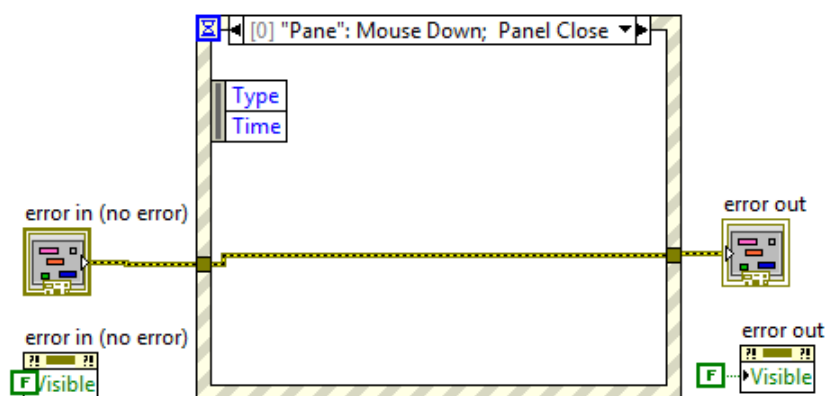 [0] "Pane": Mouse Down; Panel Close
Type
Time
error in (no error)
error out
error in (no error)
?! ?!
F Visible
error out
?! ?!
F Visible